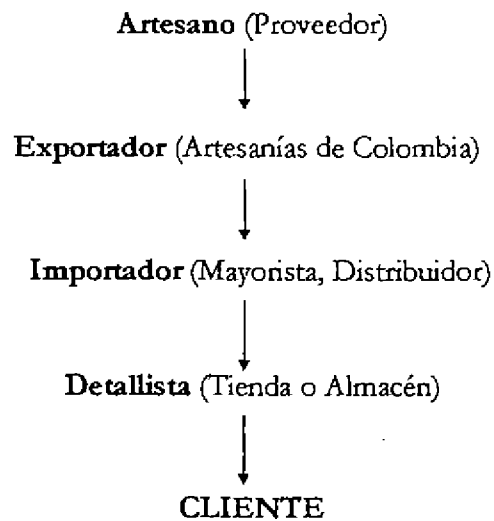 Artesano (Proveedor)
Exportador (Artesanías de Colombia)
Importador (Mayorista, Distribuidor)
Detallista (Tienda o Almacén)
CLIENTE